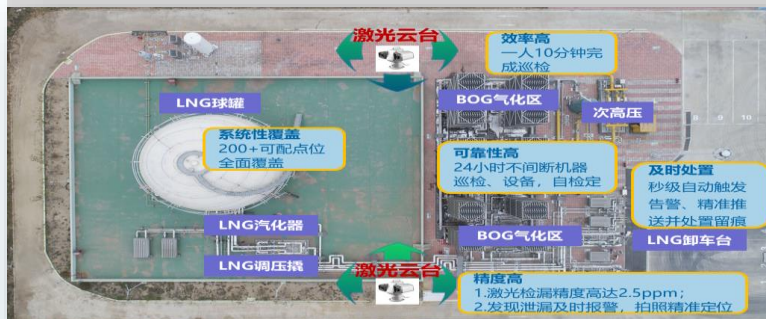 激光云台
效率高
一人10分钟完
成巡检
LNG球罐
BOG气化区
次高压
系统性覆盖
200+可配点位
全面覆盖
可靠性高
24小时不间断机器
巡检、设备，自检定
及时处置
秒级自动触发
告警、精准推
送并处置留痕
LNG汽化器
BOG气化区
LNG卸车台
LNG调压撬
激光云台
精度高
1.激光检漏精度高达2.5ppm；
2.发现泄漏及时报警，拍照精准定位
8 9 10